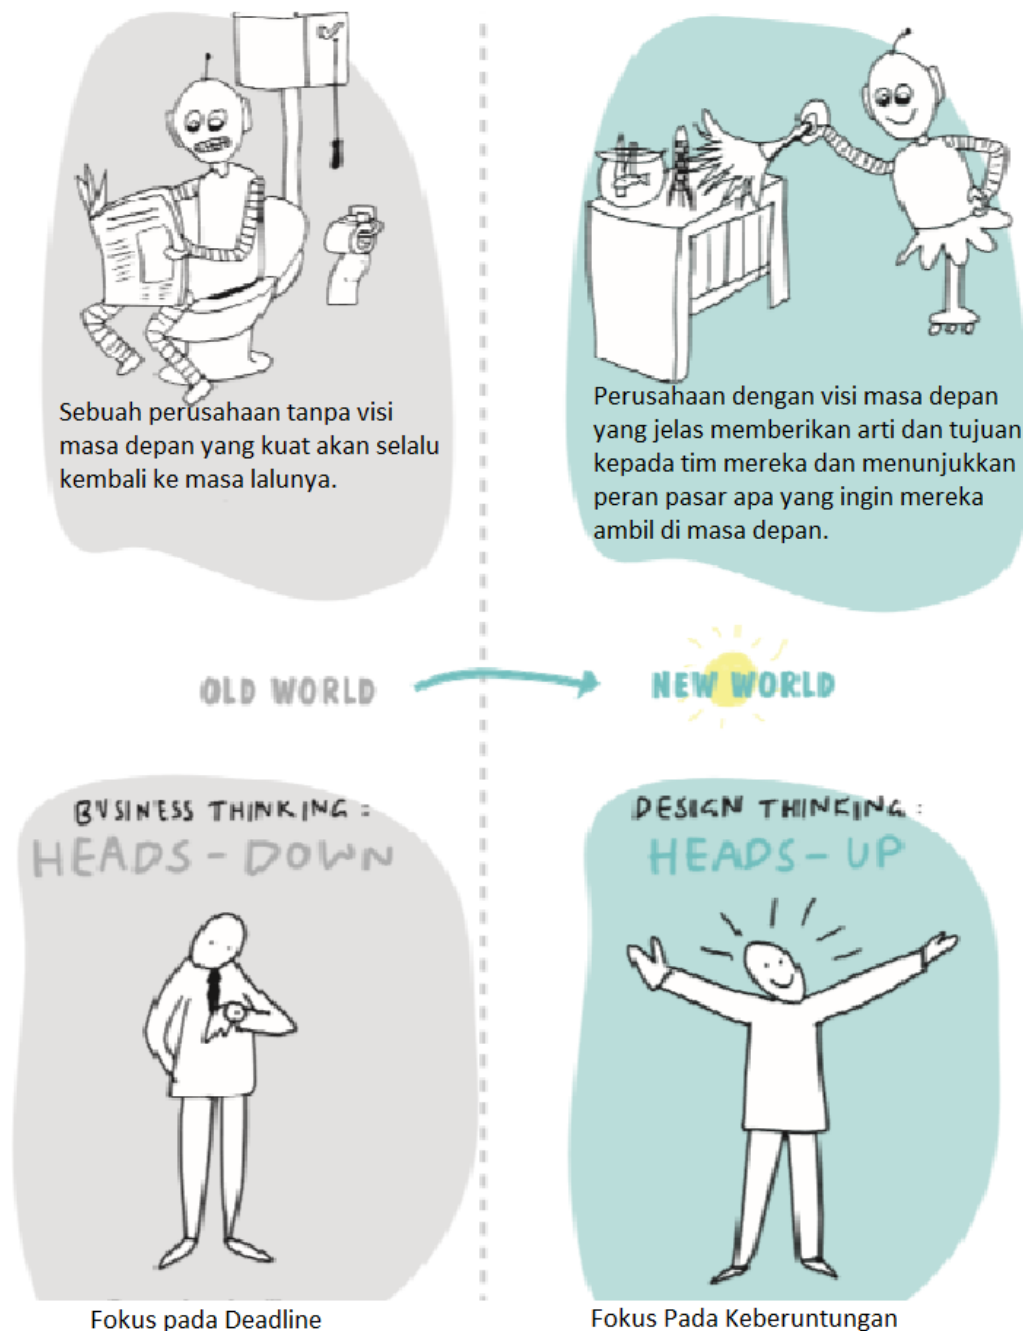 Sebuah perusahaan tanpa visi
masa depan yang kuat akan selalu
kembali ke masa lalunya.
Perusahaan dengan visi masa depan
yang jelas memberikan arti dan tujuan
kepada tim mereka dan menunjukkan
peran pasar apa yang ingin mereka
ambil di masa depan.
OLD WORLD
NEW WORLD
BUSINESS THINKING:
HEADS-DOWN
DESIGN THINKING:
HEADS-UP
Fokus pada Deadline
Fokus Pada Keberuntungan